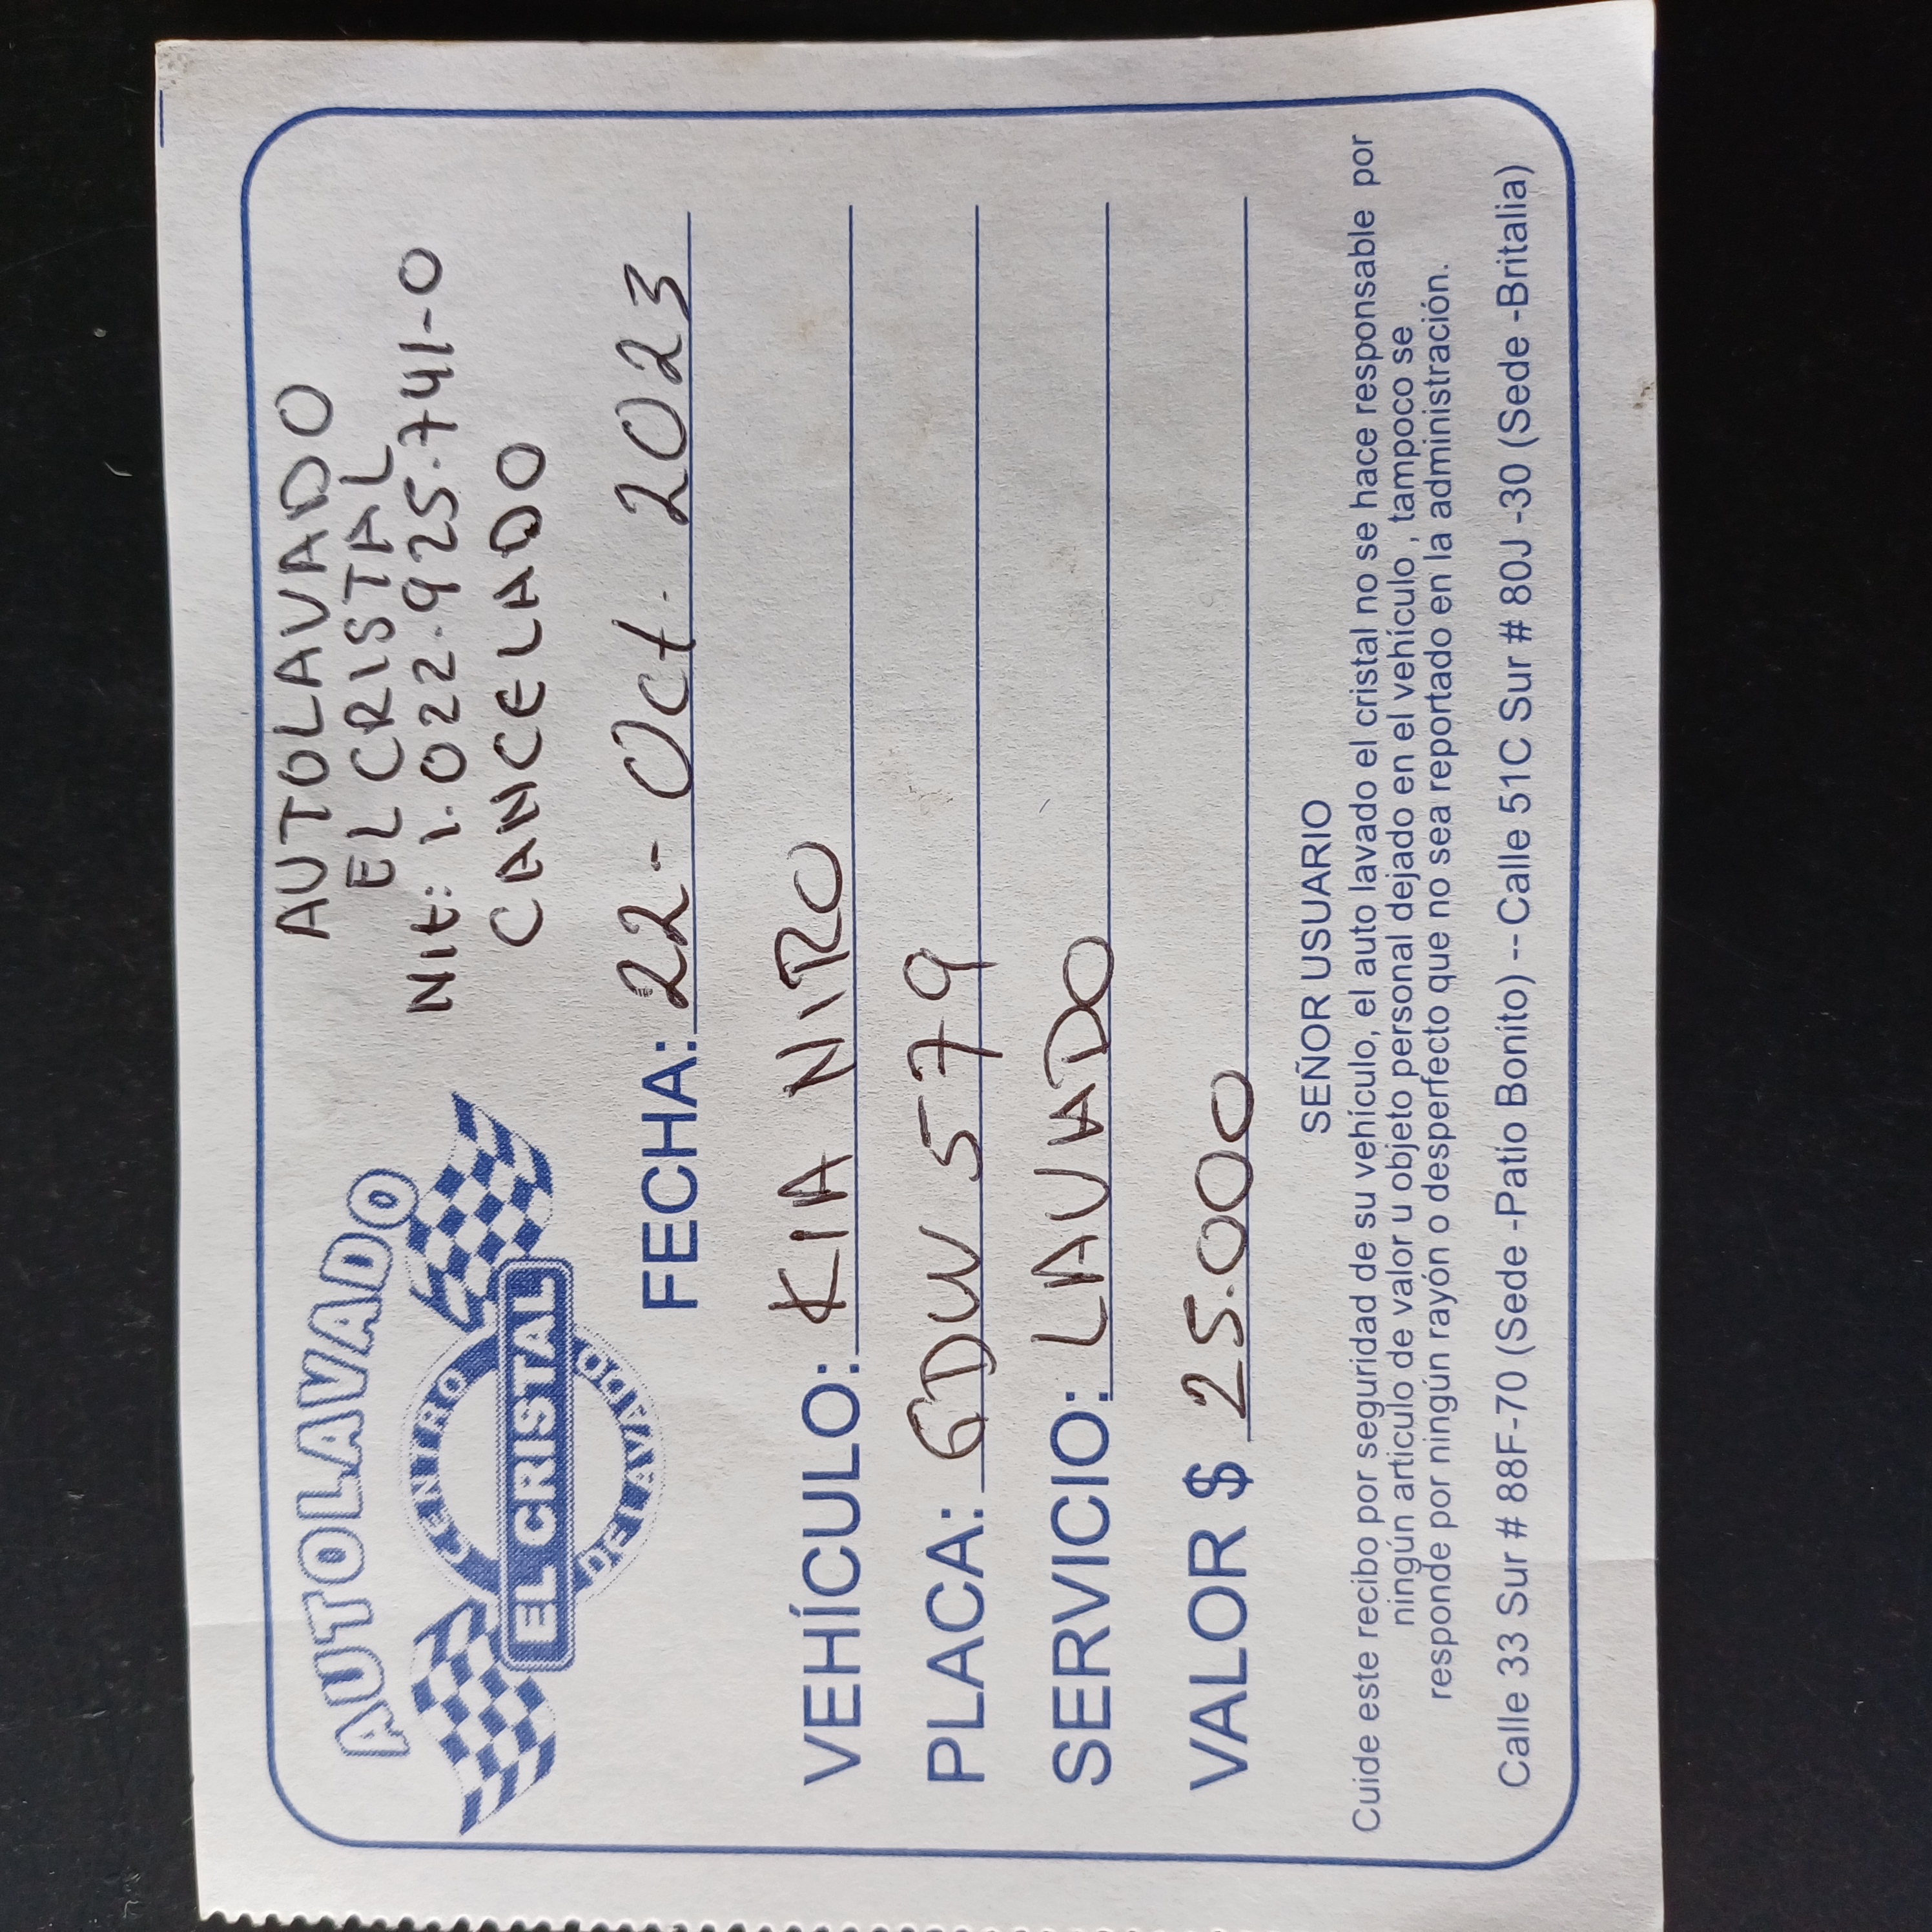 AUTOLAVADO
CENTRO
EL CRISTAL
DE LAVADO
AUTOLAVADO
EL CRISTAL
Nit: 1.022.925.741-0
CANCELADO
FECHA: 22-Oct-2023
VEHÍCULO: KIA NIRO
PLACA: GDW 579
SERVICIO: LAVADO
VALOR $ 25.000
SEÑOR USUARIO
Cuide este recibo por seguridad de su vehículo, el auto lavado el cristal no se hace responsable por
ningún articulo de valor u objeto personal dejado en el vehículo , tampoco se
responde por ningún rayón o desperfecto que no sea reportado en la administración.
Calle 33 Sur # 88F-70 (Sede -Patio Bonito) -- Calle 51C Sur # 80J -30 (Sede -Britalia)